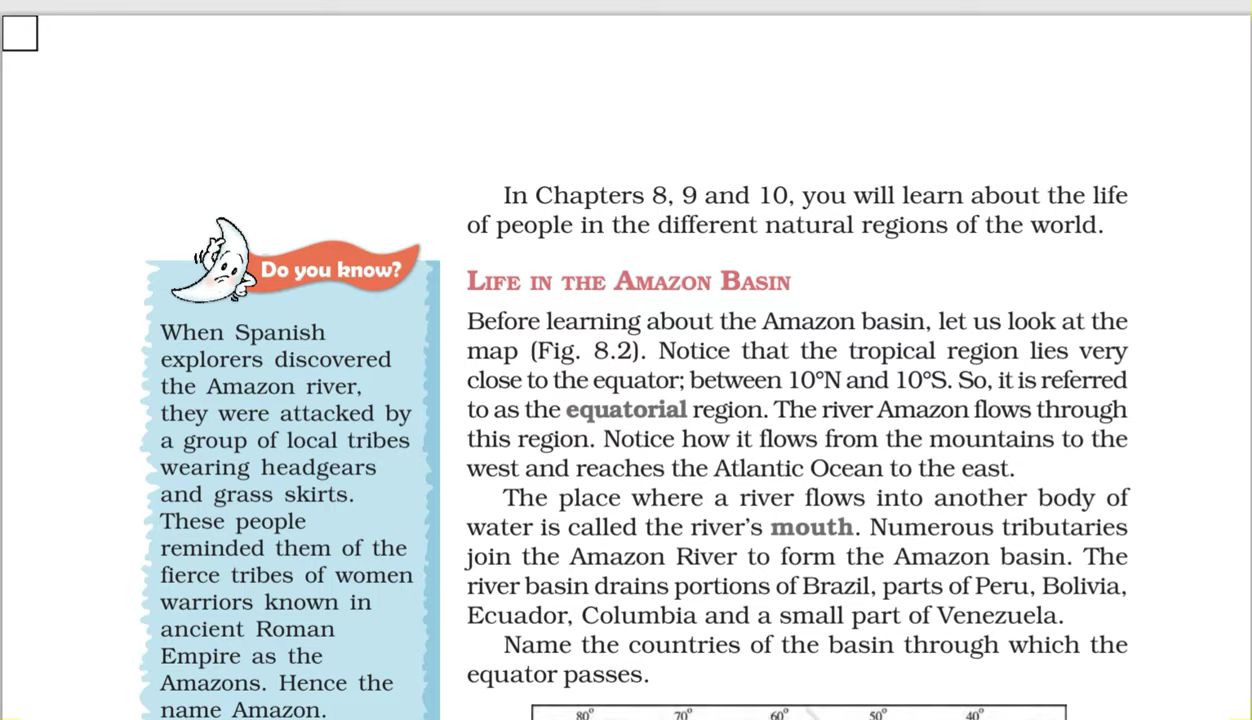 In Chapters 8, 9 and 10, you will learn about the life
of people in the different natural regions of the world.
Do you know?
When Spanish
explorers discovered
the Amazon river,
they were attacked by
a group of local tribes
wearing headgears
and grass skirts.
These people
reminded them of the
fierce tribes of women
warriors known in
ancient Roman
Empire as the
Amazons. Hence the
name Amazon.
LIFE IN THE AMAZON BASIN
Before learning about the Amazon basin, let us look at the
map (Fig. 8.2). Notice that the tropical region lies very
close to the equator; between 10°N and 10°S. So, it is referred
to as the equatorial region. The river Amazon flows through
this region. Notice how it flows from the mountains to the
west and reaches the Atlantic Ocean to the east.
The place where a river flows into another body of
water is called the river’s mouth. Numerous tributaries
join the Amazon River to form the Amazon basin. The
river basin drains portions of Brazil, parts of Peru, Bolivia,
Ecuador, Columbia and a small part of Venezuela.
Name the countries of the basin through which the
equator passes.
80° 70° 60° 50° 40°